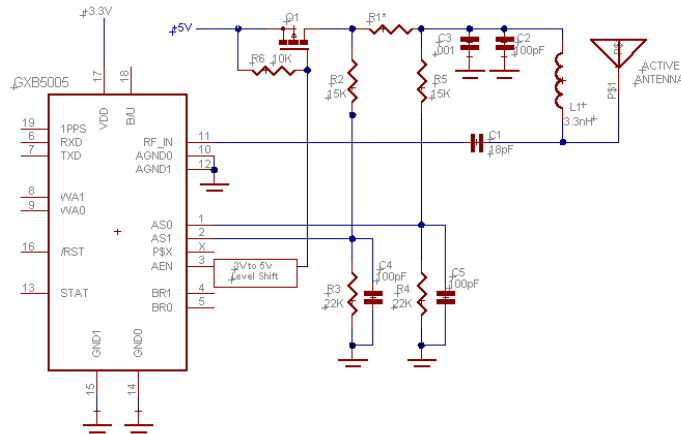 +3.3V
+5V
Q1
R1*
R6
10K
C3
.001
C2
100pF
GXB5005
17
18
VDD
B/U
R2
15K
R5
15K
P$1
ACTIVE
ANTENNA
L1
3.3nH
19
1PPS
6
RXD
7
TXD
RF_IN
11
AGND0
10
AGND1
12
C1
18pF
8
WA1
9
WA0
AS0
1
AS1
2
P$X
X
16
/RST
AEN
3
3V to 5V
Level Shift
C4
100pF
C5
100pF
13
STAT
BR1
4
BR0
5
R3
22K
R4
22K
GND1
GND0
15
14